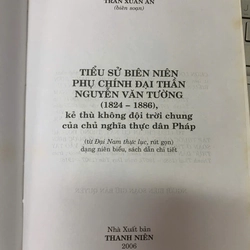 TRẦN XUÂN AN
(biên soạn)
TIỂU SỬ BIÊN NIÊN
PHỤ CHÍNH ĐẠI THẦN
NGUYỄN VĂN TƯỜNG
(1824 – 1886),
kẻ thù không đội trời chung
của chủ nghĩa thực dân Pháp
(từ Đại Nam thực lục, rút gọn)
dạng niên biểu, sách dẫn chi tiết
Nhà Xuất bản
THANH NIÊN
2006